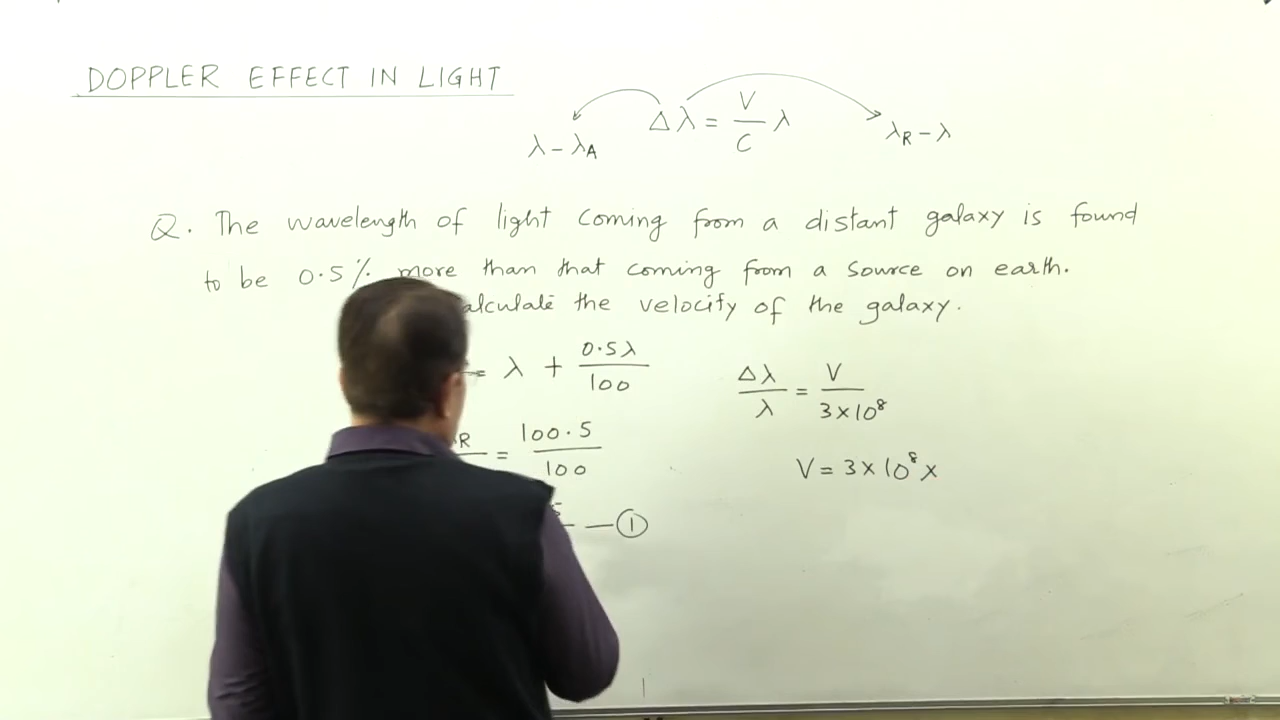 DOPPLER EFFECT IN LIGHT
Δλ = V/C λ
λ - λA
λR - λ
Q. The wavelength of light coming from a distant galaxy is found
to be 0.5% more than that coming from a source on earth.
the velocity of the galaxy.
= λ + 0.5λ/100
Δλ/λ = V/3×10⁸
R = 100.5/100
V = 3×10⁸ ×
— ①